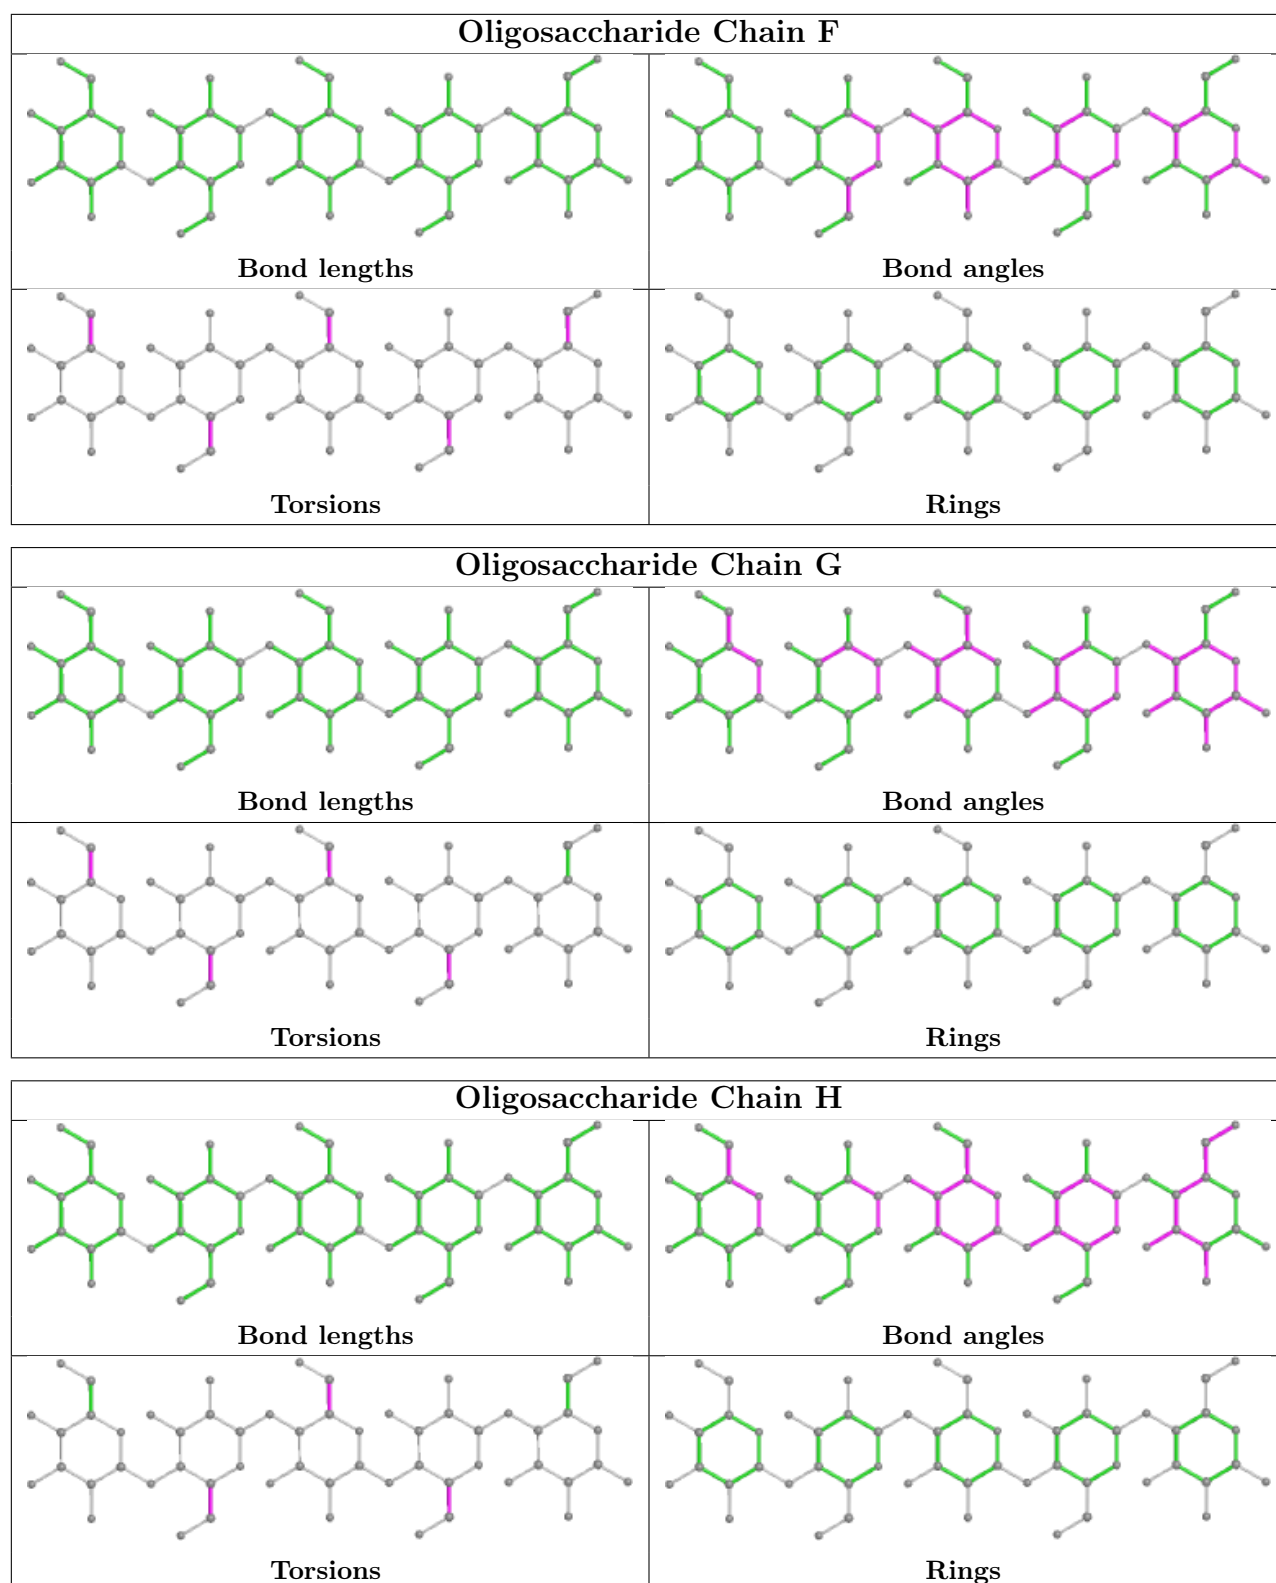 Oligosaccharide Chain F
Bond lengths
Bond angles
Torsions
Rings
Oligosaccharide Chain G
Bond lengths
Bond angles
Torsions
Rings
Oligosaccharide Chain H
Bond lengths
Bond angles
Torsions
Rings